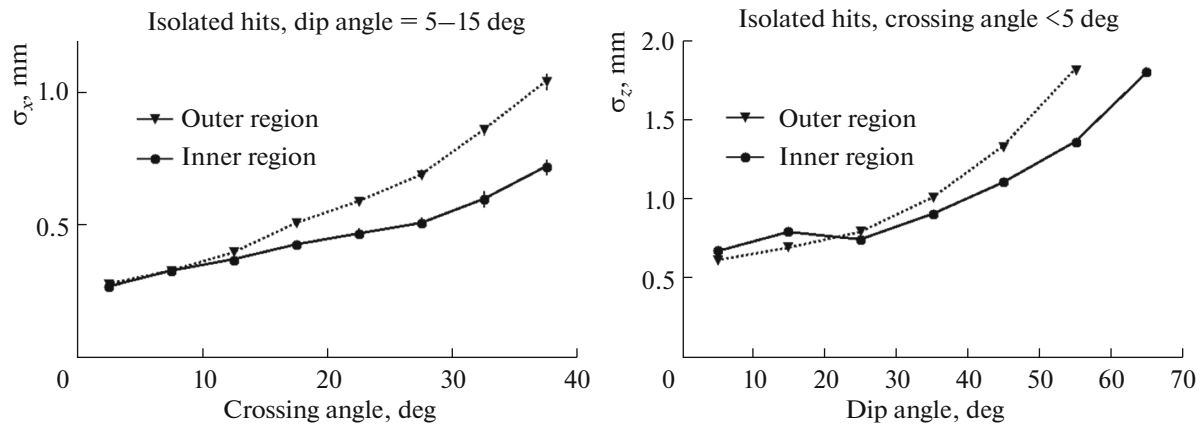 Isolated hits, dip angle = 5–15 deg
σx, mm
1.0
0.5
Outer region
Inner region
0
10
20
30
40
Crossing angle, deg
Isolated hits, crossing angle <5 deg
σz, mm
2.0
1.5
1.0
0.5
Outer region
Inner region
0
10
20
30
40
50
60
70
Dip angle, deg